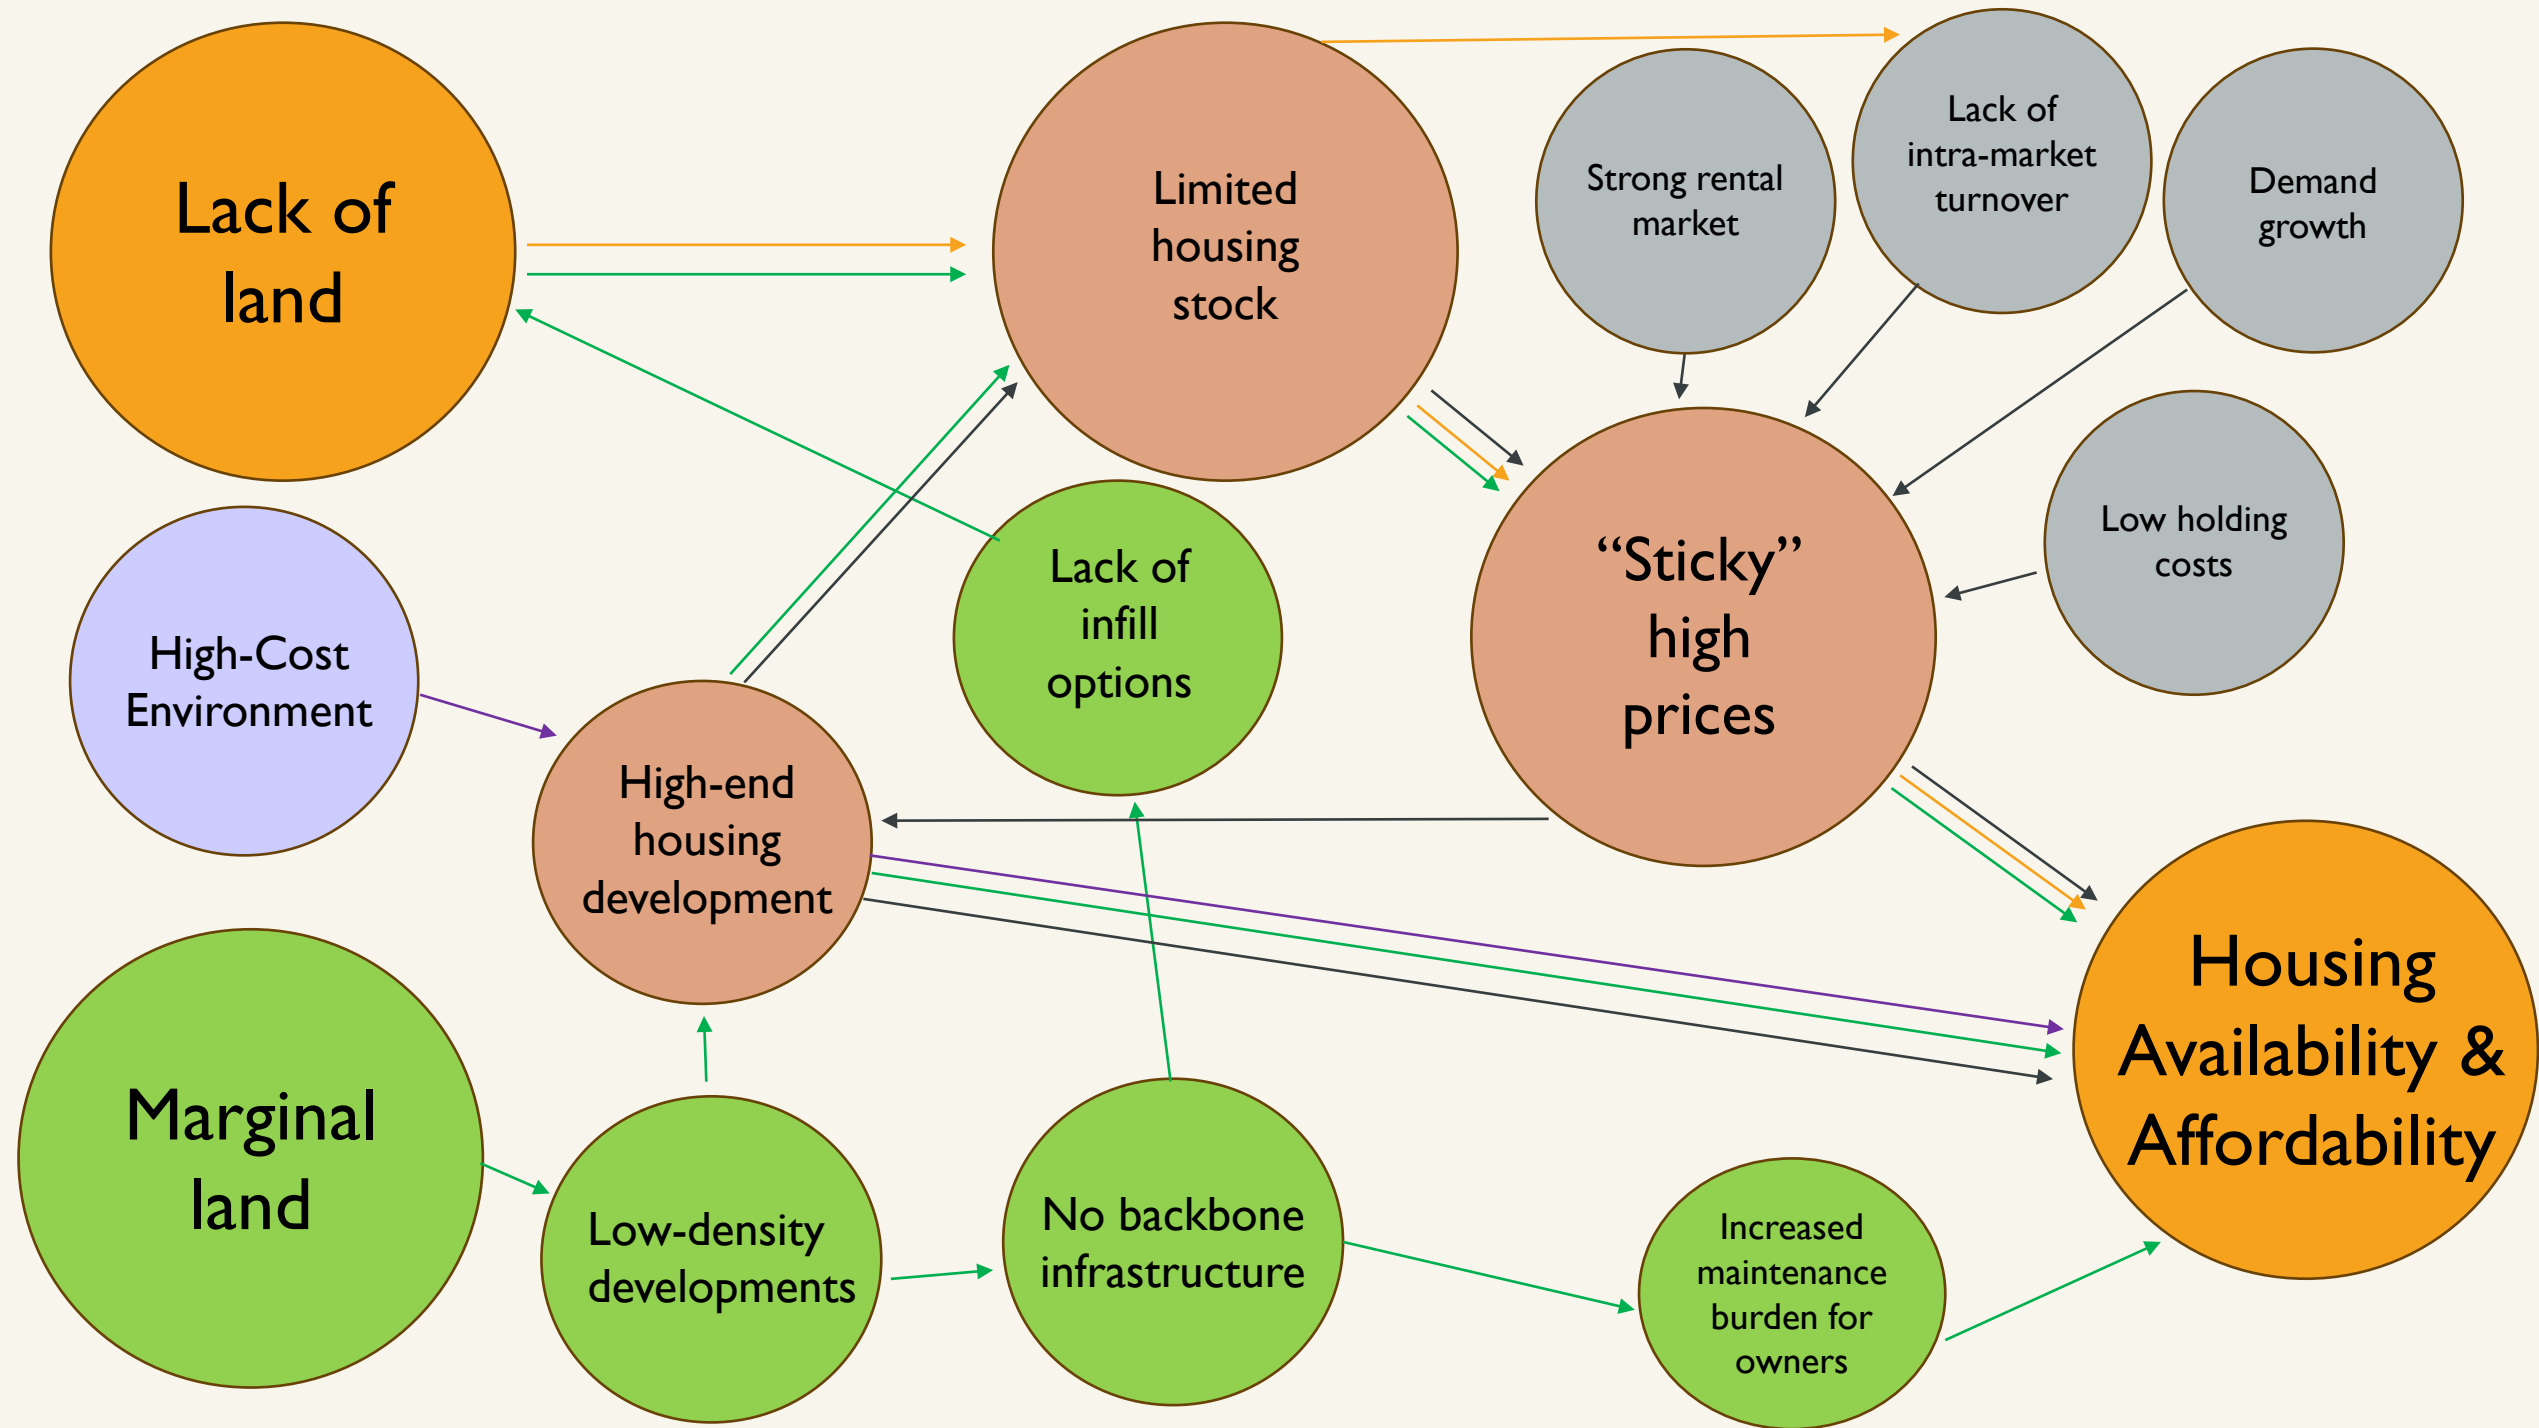 Lack of
land
Limited
housing
stock
Strong rental
market
Lack of
intra-market
turnover
Demand
growth
Low holding
costs
“Sticky”
high
prices
Lack of
infill
options
High-Cost
Environment
High-end
housing
development
Marginal
land
Low-density
developments
No backbone
infrastructure
Increased
maintenance
burden for
owners
Housing
Availability &
Affordability